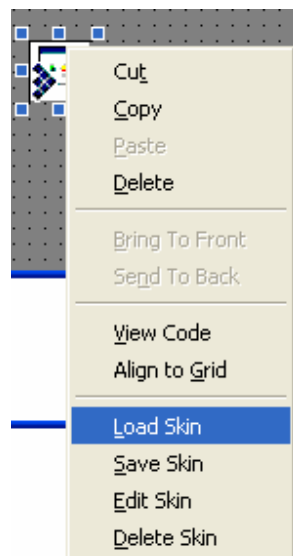 Cut
Copy
Paste
Delete
Bring To Front
Send To Back
View Code
Align to Grid
Load Skin
Save Skin
Edit Skin
Delete Skin